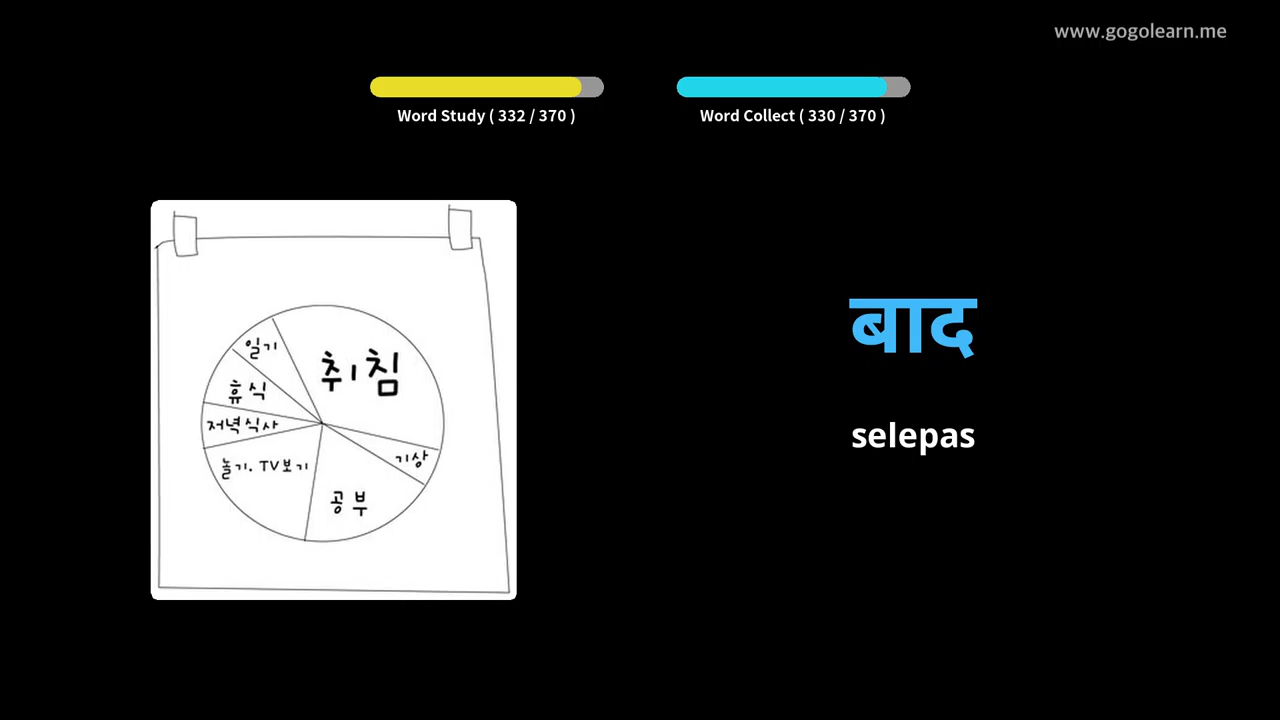 www.gogolearn.me
Word Study ( 332 / 370 )
Word Collect ( 330 / 370 )
일기
취침
휴식
저녁식사
기상
놀기. TV보기
공부
बाद
selepas